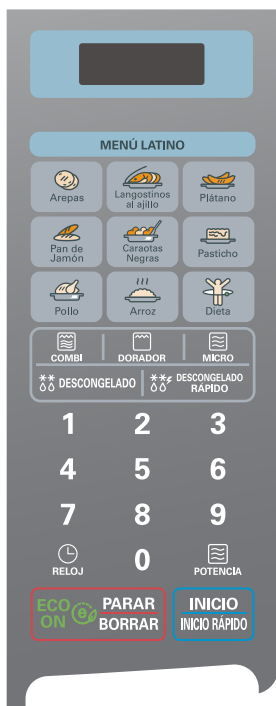 MENÚ LATINO
Arepas
Langostinos
al ajillo
Plátano
Pan de
Jamón
Caraotas
Negras
Pasticho
Pollo
Arroz
Dieta
COMBI
DORADOR
MICRO
DESCONGELADO
DESCONGELADO
RÁPIDO
1 2 3
4 5 6
7 8 9
RELOJ
0
POTENCIA
ECO
ON
e
PARAR
BORRAR
INICIO
INICIO RÁPIDO